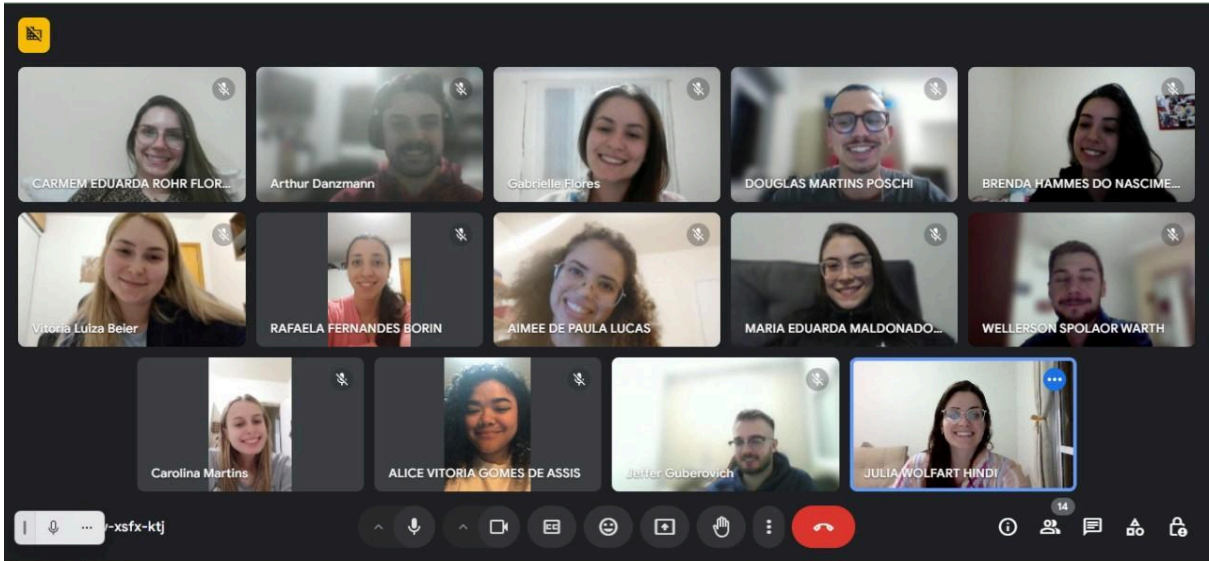 CARMEM EDUARDA ROHR FLOR...
Arthur Danzmann
Gabrielle Flores
DOUGLAS MARTINS POSCHI
BRENDA HAMMES DO NASCIME...
Vitória Luiza Beier
RAFAELA FERNANDES BORIN
AIMEE DE PAULA LUCAS
MARIA EDUARDA MALDONADO...
WELLERSON SPOLAOR WARTH
Carolina Martins
ALICE VITORIA GOMES DE ASSIS
Jeffer Guberovich
JULIA WOLFART HINDI
-xsfx-ktj
CC
14